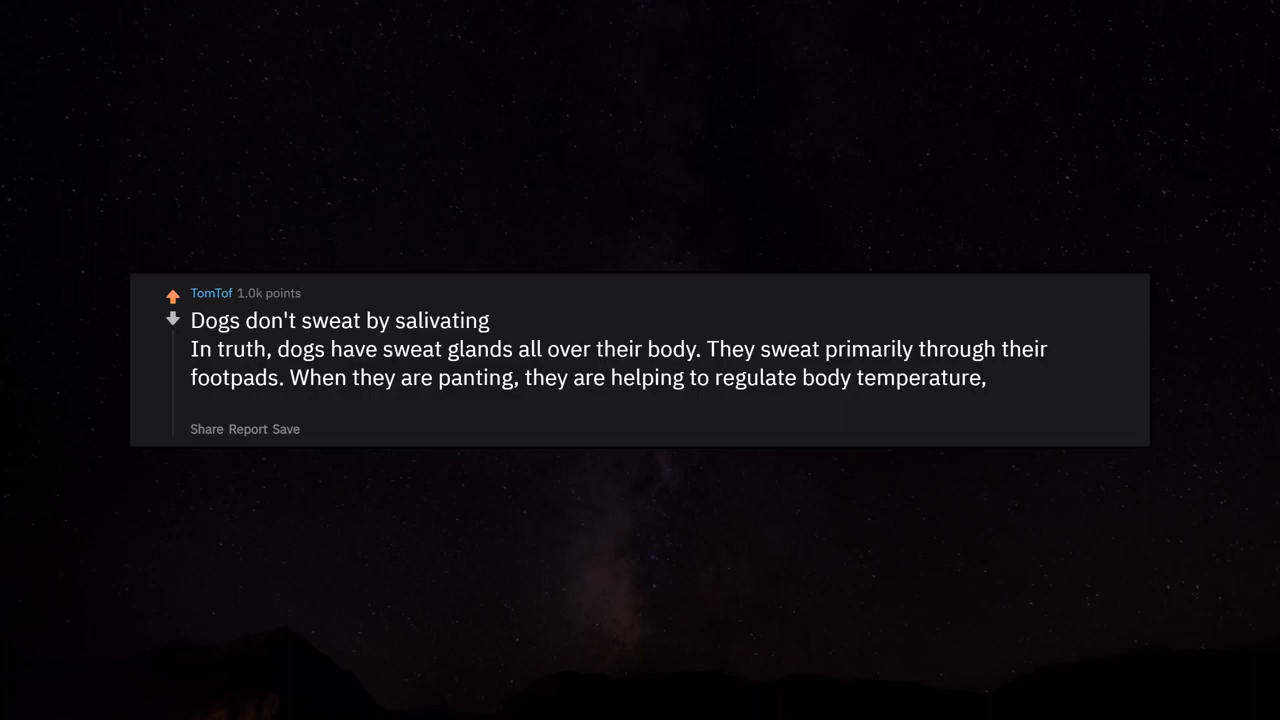 TomTof 1.0k points
Dogs don't sweat by salivating
In truth, dogs have sweat glands all over their body. They sweat primarily through their
footpads. When they are panting, they are helping to regulate body temperature,
Share Report Save